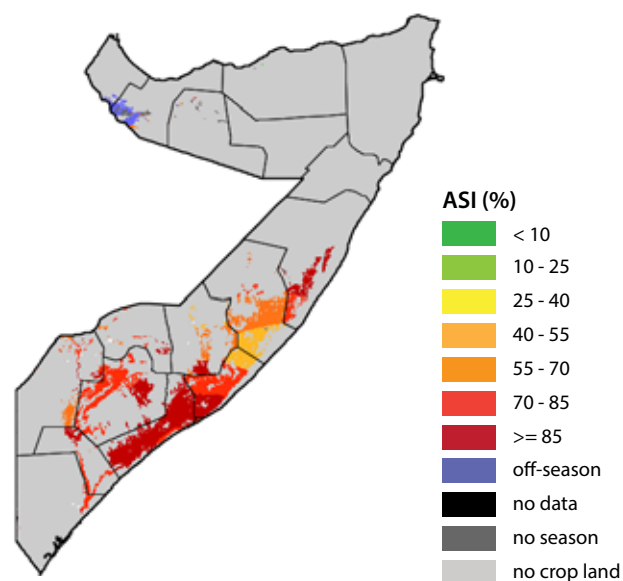 ASI (%)
< 10
10 - 25
25 - 40
40 - 55
55 - 70
70 - 85
>= 85
off-season
no data
no season
no crop land